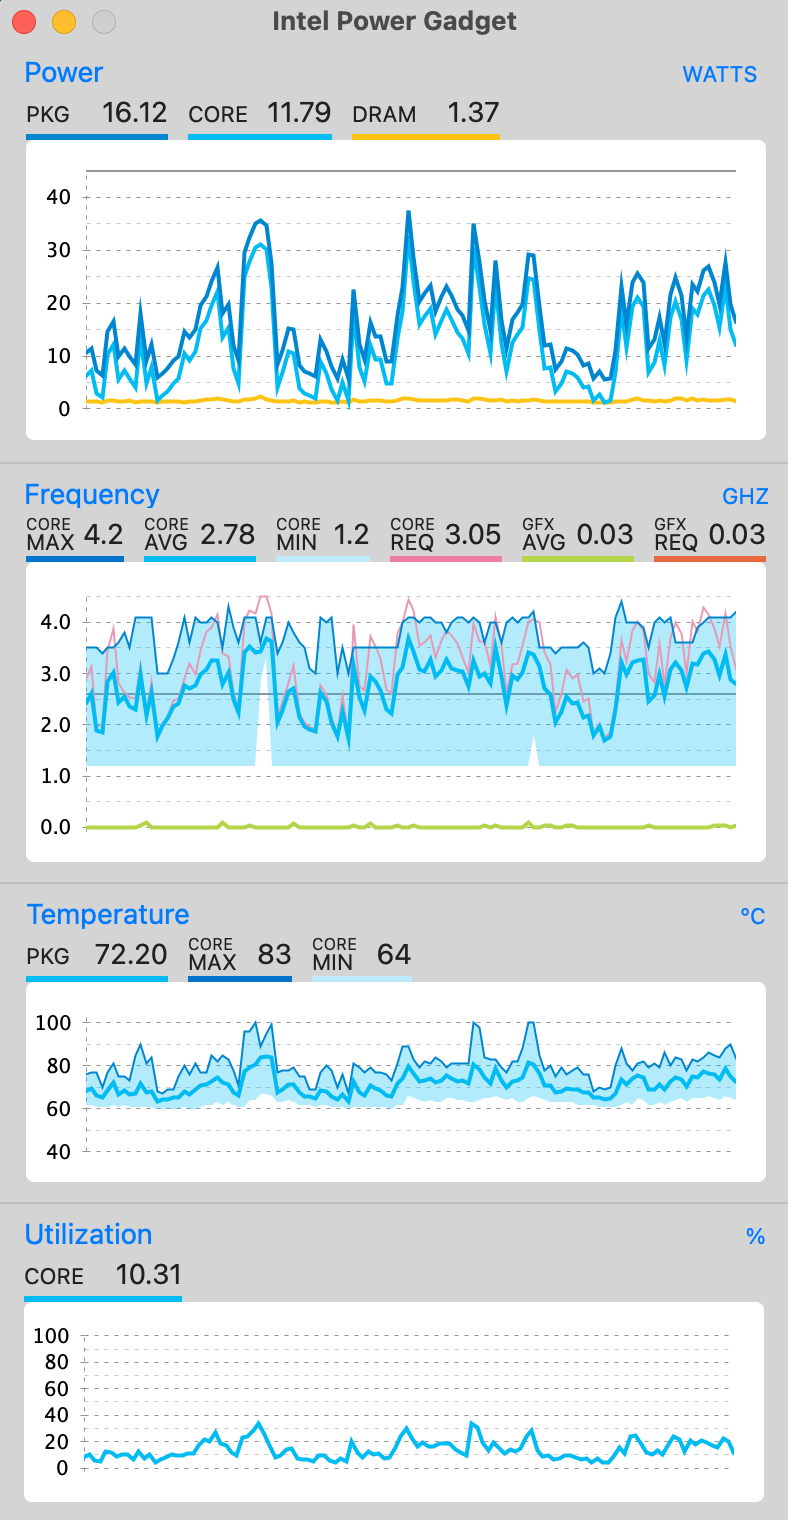 Intel Power Gadget
Power WATTS
PKG 16.12 CORE 11.79 DRAM 1.37
40
30
20
10
0
Frequency GHZ
CORE MAX 4.2 CORE AVG 2.78 CORE MIN 1.2 CORE REQ 3.05 GFX AVG 0.03 GFX REQ 0.03
4.0
3.0
2.0
1.0
0.0
Temperature °C
PKG 72.20 CORE MAX 83 CORE MIN 64
100
80
60
40
Utilization %
CORE 10.31
100
80
60
40
20
0